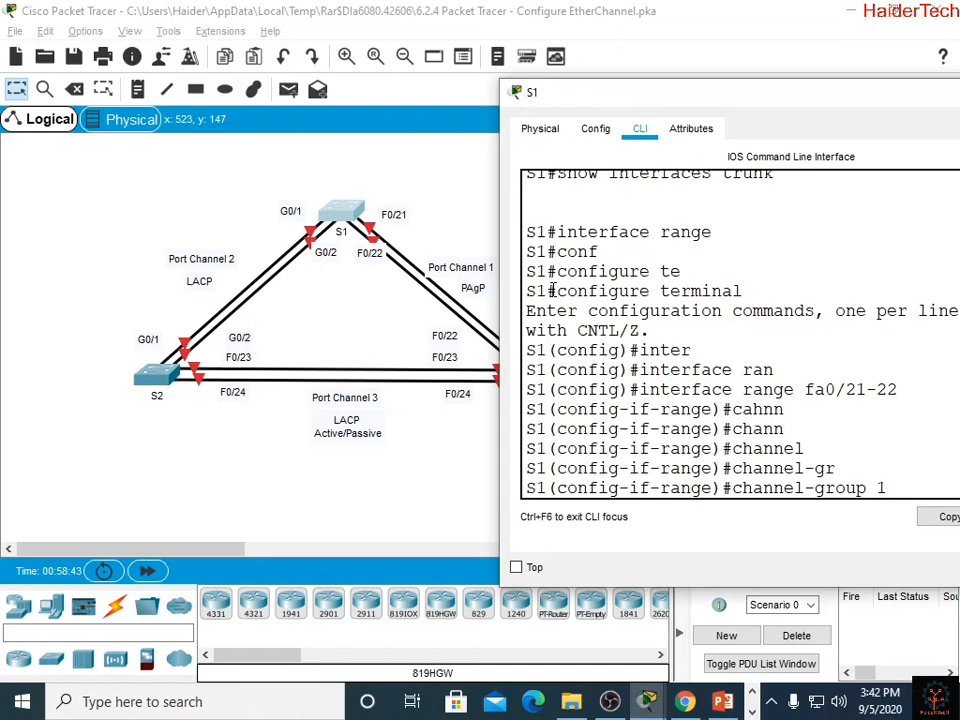 Cisco Packet Tracer - C:\Users\Haider\AppData\Local\Temp\Rar$DIa6080.42606\6.2.4 Packet Tracer - Configure EtherChannel.pka
HaiderTech
File Edit Options View Tools Extensions Help
?
Logical Physical x: 523, y: 147
S1
Physical Config CLI Attributes
IOS Command Line Interface
S1#show interfaces trunk
S1#interface range
S1#conf
S1#configure te
S1#configure terminal
Enter configuration commands, one per line
with CNTL/Z.
S1(config)#inter
S1(config)#interface ran
S1(config)#interface range fa0/21-22
S1(config-if-range)#cahnn
S1(config-if-range)#chann
S1(config-if-range)#channel
S1(config-if-range)#channel-gr
S1(config-if-range)#channel-group 1
Ctrl+F6 to exit CLI focus
Copy
Top
G0/1
F0/21
S1
G0/2
F0/22
Port Channel 2
LACP
Port Channel 1
PAgP
G0/1
G0/2
F0/22
F0/23
F0/23
S2
F0/24
F0/24
Port Channel 3
LACP
Active/Passive
Time: 00:58:43
4331 4321 1941 2901 2911 819IOX 819HGW 829 1240 PT-Router PT-Empty 1841 2620
819HGW
Scenario 0
New Delete
Toggle PDU List Window
Fire Last Status Sou
Type here to search
3:42 PM
9/5/2020